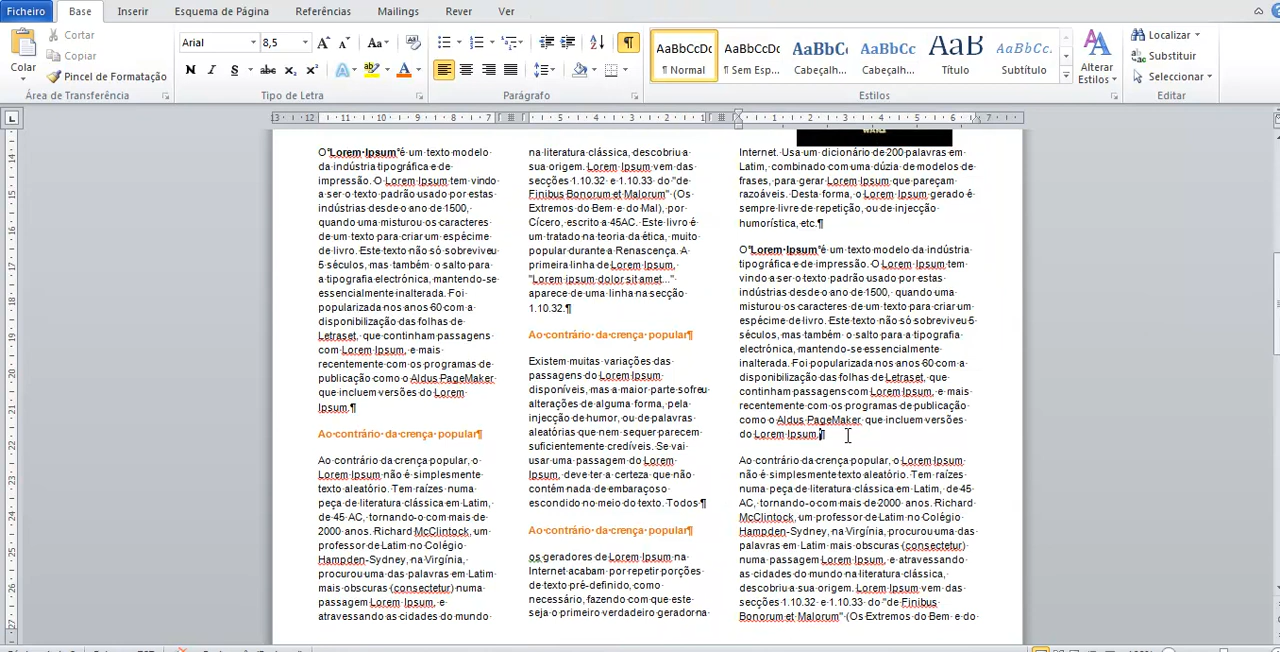 Ficheiro Base Inserir Esquema de Página Referências Mailings Rever Ver
Colar Cortar Copiar Pincel de Formatação
Área de Transferência
Arial 8,5
N I S abc x₂ x²
Tipo de Letra
Parágrafo
AaBbCcDc AaBbCcDc AaBbC AaBbCc AaB AaBbCc.
¶ Normal ¶ Sem Esp... Cabeçalh... Cabeçalh... Título Subtítulo
Estilos
Alterar Estilos
Localizar
Substituir
Seleccionar
Editar
O "Lorem Ipsum" é um texto modelo
da indústria tipográfica e de
impressão. O Lorem Ipsum tem vindo
a ser o texto padrão usado por estas
indústrias desde o ano de 1500,
quando uma misturou os caracteres
de um texto para criar um espécime
de livro. Este texto não só sobreviveu
5 séculos, mas também o salto para
a tipografia electrónica, mantendo-se
essencialmente inalterada. Foi
popularizada nos anos 60 com a
disponibilização das folhas de
Letraset, que continham passagens
com Lorem Ipsum, e mais
recentemente com os programas de
publicação como o Aldus PageMaker
que incluem versões do Lorem
Ipsum.¶
Ao contrário da crença popular¶
Ao contrário da crença popular, o
Lorem Ipsum não é simplesmente
texto aleatório. Tem raízes numa
peça de literatura clássica em Latim,
de 45 AC, tornando-o com mais de
2000 anos. Richard McClintock, um
professor de Latim no Colégio
Hampden-Sydney, na Virgínia,
procurou uma das palavras em Latim
mais obscuras (consectetur) numa
passagem Lorem Ipsum, e
atravessando as cidades do mundo
na literatura clássica, descobriu a
sua origem. Lorem Ipsum vem das
secções 1.10.32 e 1.10.33 do "de
Finibus Bonorum et Malorum" (Os
Extremos do Bem e do Mal), por
Cícero, escrito a 45AC. Este livro é
um tratado na teoria da ética, muito
popular durante a Renascença. A
primeira linha de Lorem Ipsum,
"Lorem ipsum dolor sit amet..."
aparece de uma linha na secção
1.10.32.¶
Ao contrário da crença popular¶
Existem muitas variações das
passagens do Lorem Ipsum
disponíveis, mas a maior parte sofreu
alterações de alguma forma, pela
injecção de humor, ou de palavras
aleatórias que nem sequer parecem
suficientemente credíveis. Se vai
usar uma passagem do Lorem
Ipsum, deve ter a certeza que não
contém nada de embaraçoso
escondido no meio do texto. Todos ¶
Ao contrário da crença popular¶
os geradores de Lorem Ipsum na
Internet acabam por repetir porções
de texto pré-definido, como
necessário, fazendo com que este
seja o primeiro verdadeiro gerador na
WARS
Internet. Usa um dicionário de 200 palavras em
Latim, combinado com uma dúzia de modelos de
frases, para gerar Lorem Ipsum que pareçam
razoáveis. Desta forma, o Lorem Ipsum gerado é
sempre livre de repetição, ou de injecção
humorística, etc.¶
O "Lorem Ipsum" é um texto modelo da indústria
tipográfica e de impressão. O Lorem Ipsum tem
vindo a ser o texto padrão usado por estas
indústrias desde o ano de 1500, quando uma
misturou os caracteres de um texto para criar um
espécime de livro. Este texto não só sobreviveu 5
séculos, mas também o salto para a tipografia
electrónica, mantendo-se essencialmente
inalterada. Foi popularizada nos anos 60 com a
disponibilização das folhas de Letraset, que
continham passagens com Lorem Ipsum, e mais
recentemente com os programas de publicação
como o Aldus PageMaker que incluem versões
do Lorem Ipsum.¶
Ao contrário da crença popular, o Lorem Ipsum
não é simplesmente texto aleatório. Tem raízes
numa peça de literatura clássica em Latim, de 45
AC, tornando-o com mais de 2000 anos. Richard
McClintock, um professor de Latim no Colégio
Hampden-Sydney, na Virgínia, procurou uma das
palavras em Latim mais obscuras (consectetur)
numa passagem Lorem Ipsum, e atravessando
as cidades do mundo na literatura clássica,
descobriu a sua origem. Lorem Ipsum vem das
secções 1.10.32 e 1.10.33 do "de Finibus
Bonorum et Malorum" (Os Extremos do Bem e do